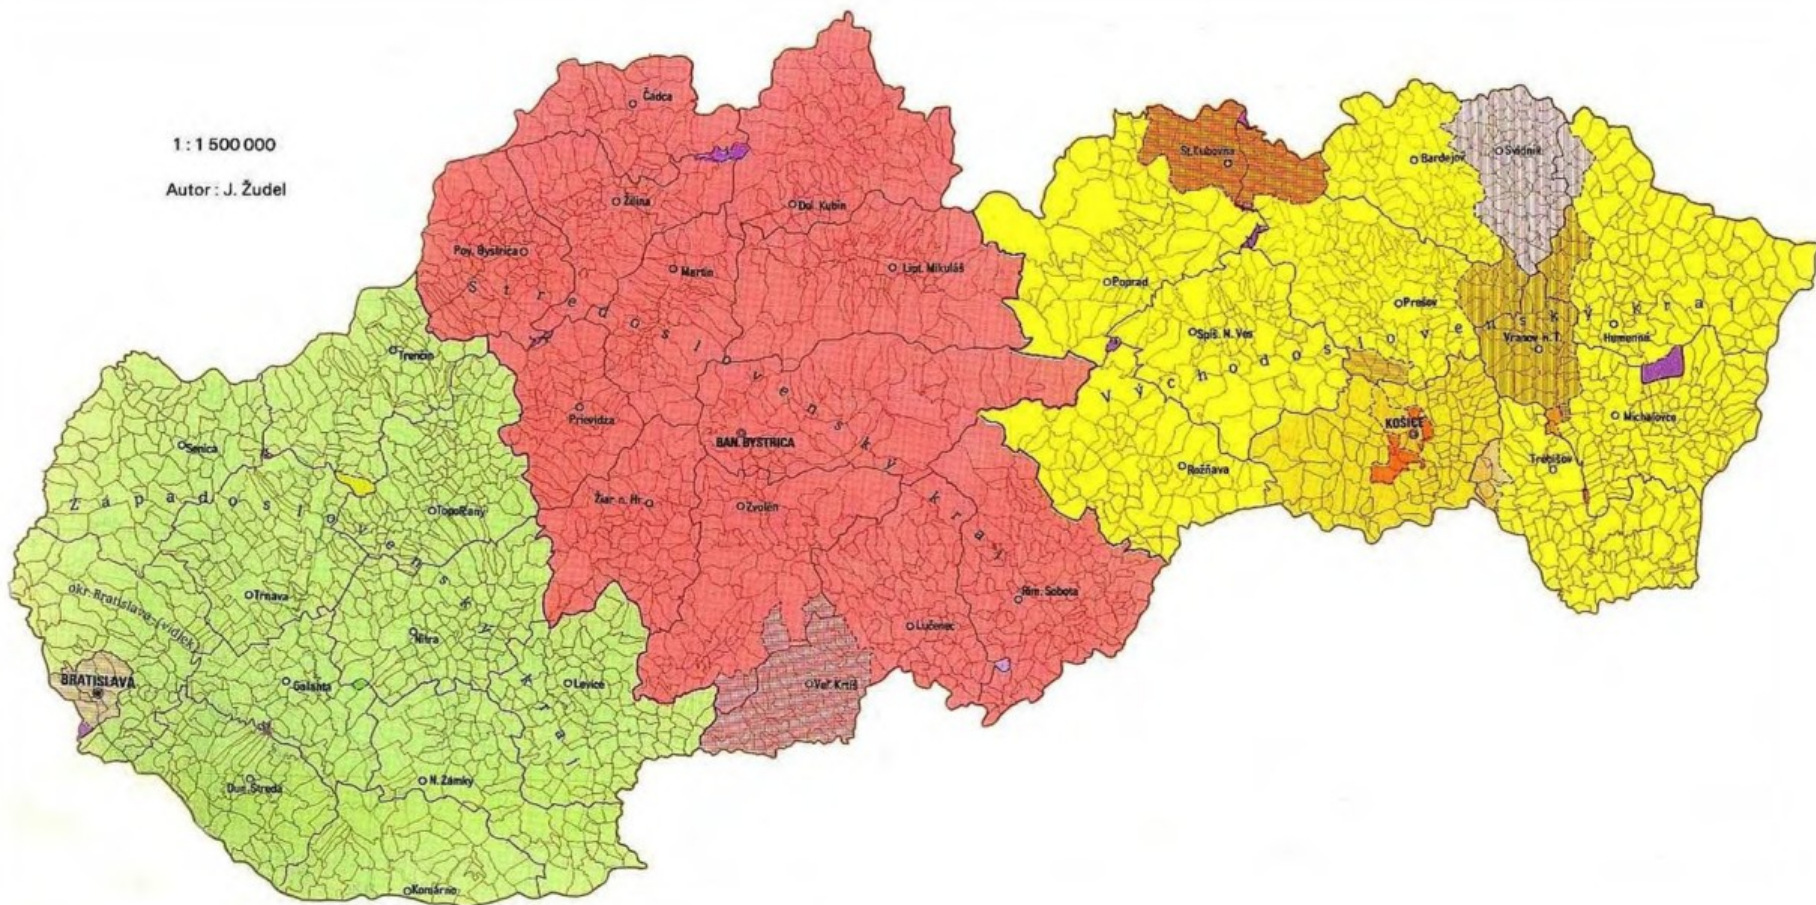 1 : 1 500 000
Autor : J. Žudel
Čadca
St. Ľubovňa
Bardejov
Svidník
Žilina
Dol. Kubín
Pov. Bystrica
Martin
Lipt. Mikuláš
Poprad
Prešov
Stredoslovenský kraj
Spiš. N. Ves
Vranov n. T.
Humenné
Východoslovenský kraj
Trenčín
Prievidza
BAN. BYSTRICA
Michalovce
KOŠICE
Senica
Rožňava
Trebišov
Západoslovenský kraj
Topoľčany
Žiar n. Hr.
Zvolen
okr. Bratislava-(vidiek)
Trnava
Nitra
Rim. Sobota
Lučenec
BRATISLAVA
Galanta
Levice
Veľ. Krtíš
Dun. Streda
N. Zámky
Komárno